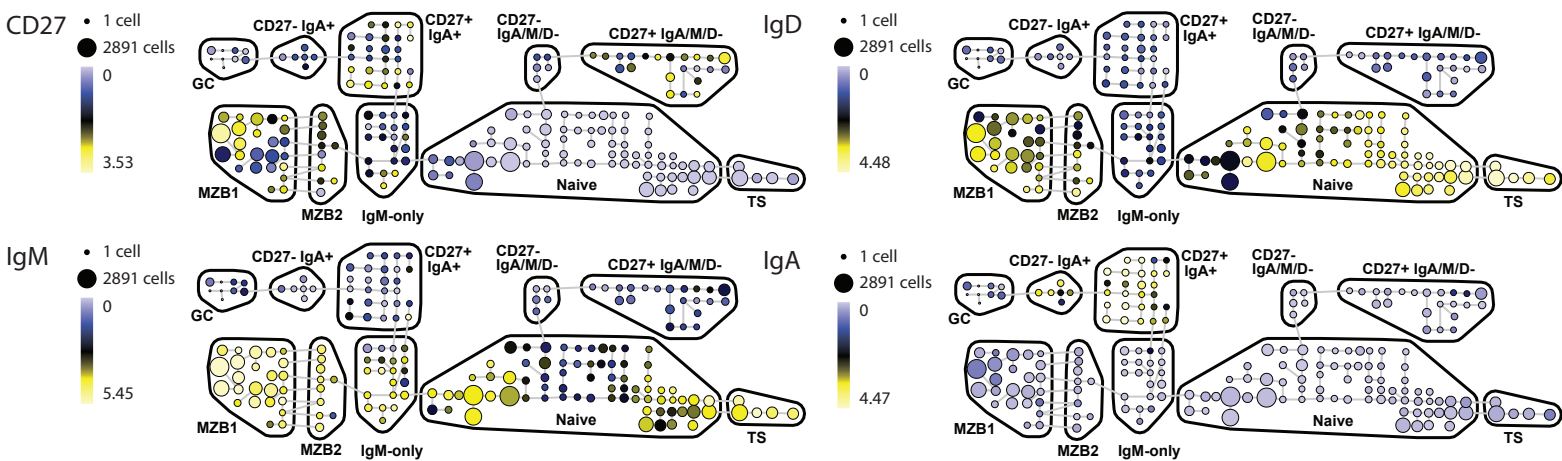 CD27
1 cell
2891 cells
0
3.53
CD27- IgA+
CD27+
IgA+
CD27-
IgA/M/D-
CD27+ IgA/M/D-
GC
MZB1
MZB2
IgM-only
Naive
TS
IgD
1 cell
2891 cells
0
4.48
CD27- IgA+
CD27+
IgA+
CD27-
IgA/M/D-
CD27+ IgA/M/D-
GC
MZB1
MZB2
IgM-only
Naive
TS
IgM
1 cell
2891 cells
0
5.45
CD27- IgA+
CD27+
IgA+
CD27-
IgA/M/D-
CD27+ IgA/M/D-
GC
MZB1
MZB2
IgM-only
Naive
TS
IgA
1 cell
2891 cells
0
4.47
CD27- IgA+
CD27+
IgA+
CD27-
IgA/M/D-
CD27+ IgA/M/D-
GC
MZB1
MZB2
IgM-only
Naive
TS